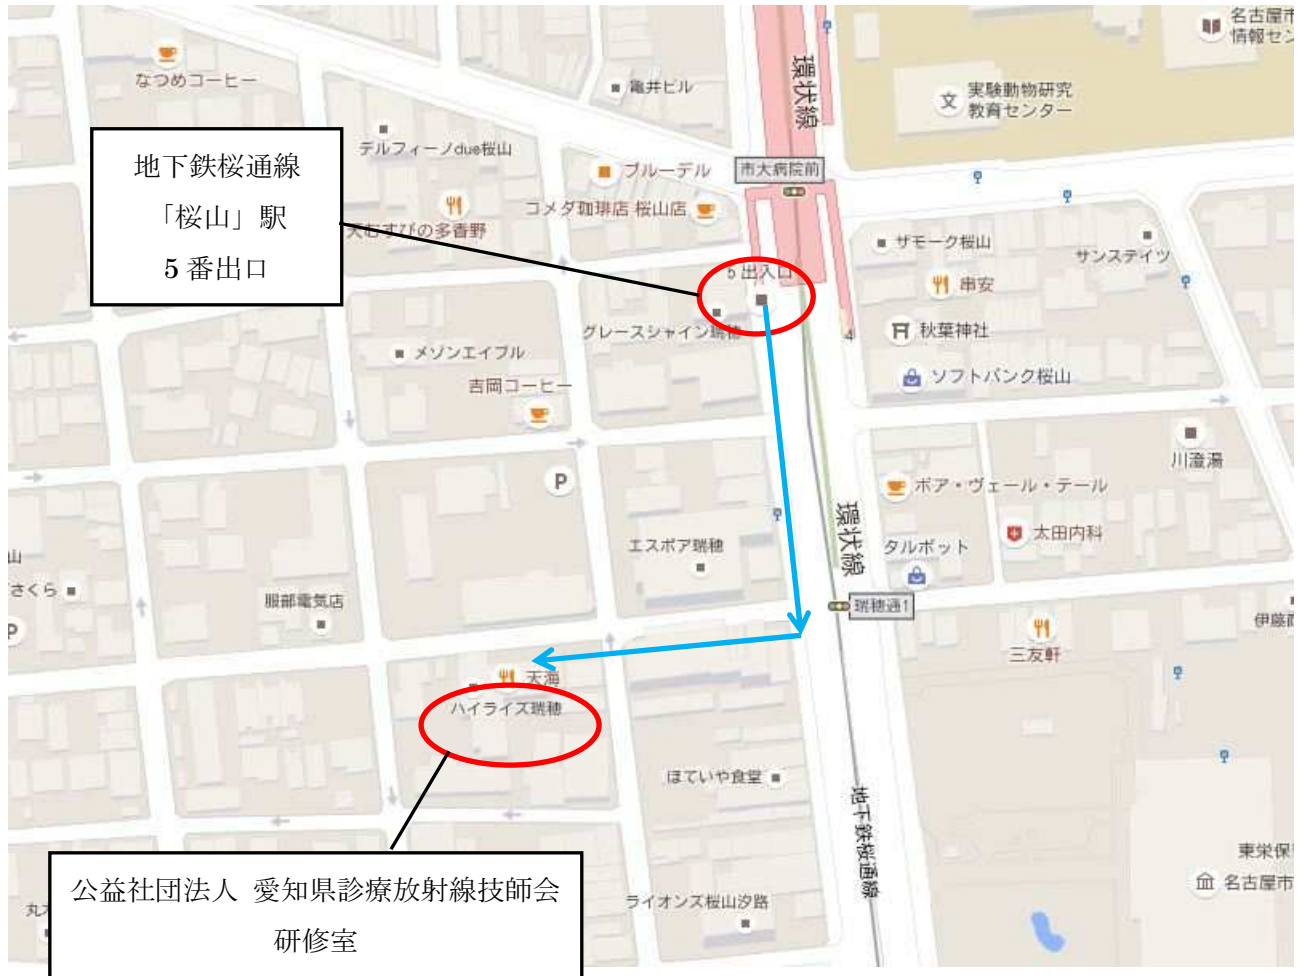 名古屋市
情報セン
なつめコーヒー
環状線
亀井ビル
実験動物研究
教育センター
デルフィーノdue桜山
地下鉄桜通線
「桜山」駅
5番出口
ブルーデル
市大病院前
コメダ珈琲店 桜山店
天むすびの多香野
ザモーク桜山
サンステイツ
5 出入口
串安
グレースシャイン瑞穂
4
秋葉神社
メゾンエイブル
ソフトバンク桜山
吉岡コーヒー
川澄湯
P
ボア・ヴェール・テール
環状線
太田内科
エスポア瑞穂
タルボット
山
さくら
服部電気店
瑞穂通1
P
三友軒
天海
ハイライズ瑞穂
ほていや食堂
地下鉄桜通線
東栄保
名古屋市
公益社団法人 愛知県診療放射線技師会
研修室
ライオンズ桜山汐路